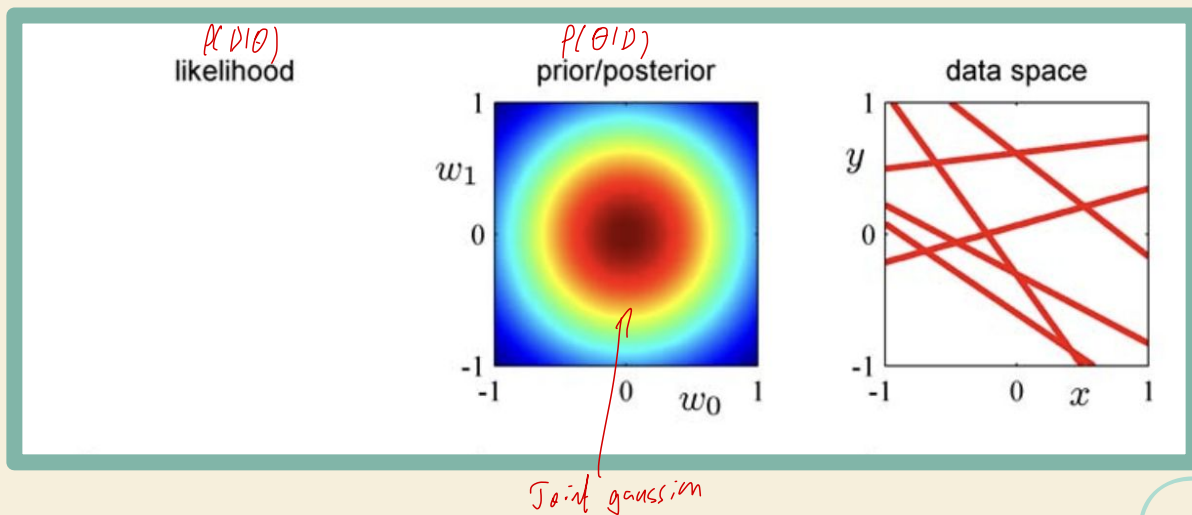 P(D|θ)
likelihood
P(θ|D)
prior/posterior
1
w1
0
-1
-1
0
w0
1
data space
1
y
0
-1
-1
0
x
1
Joint gaussian